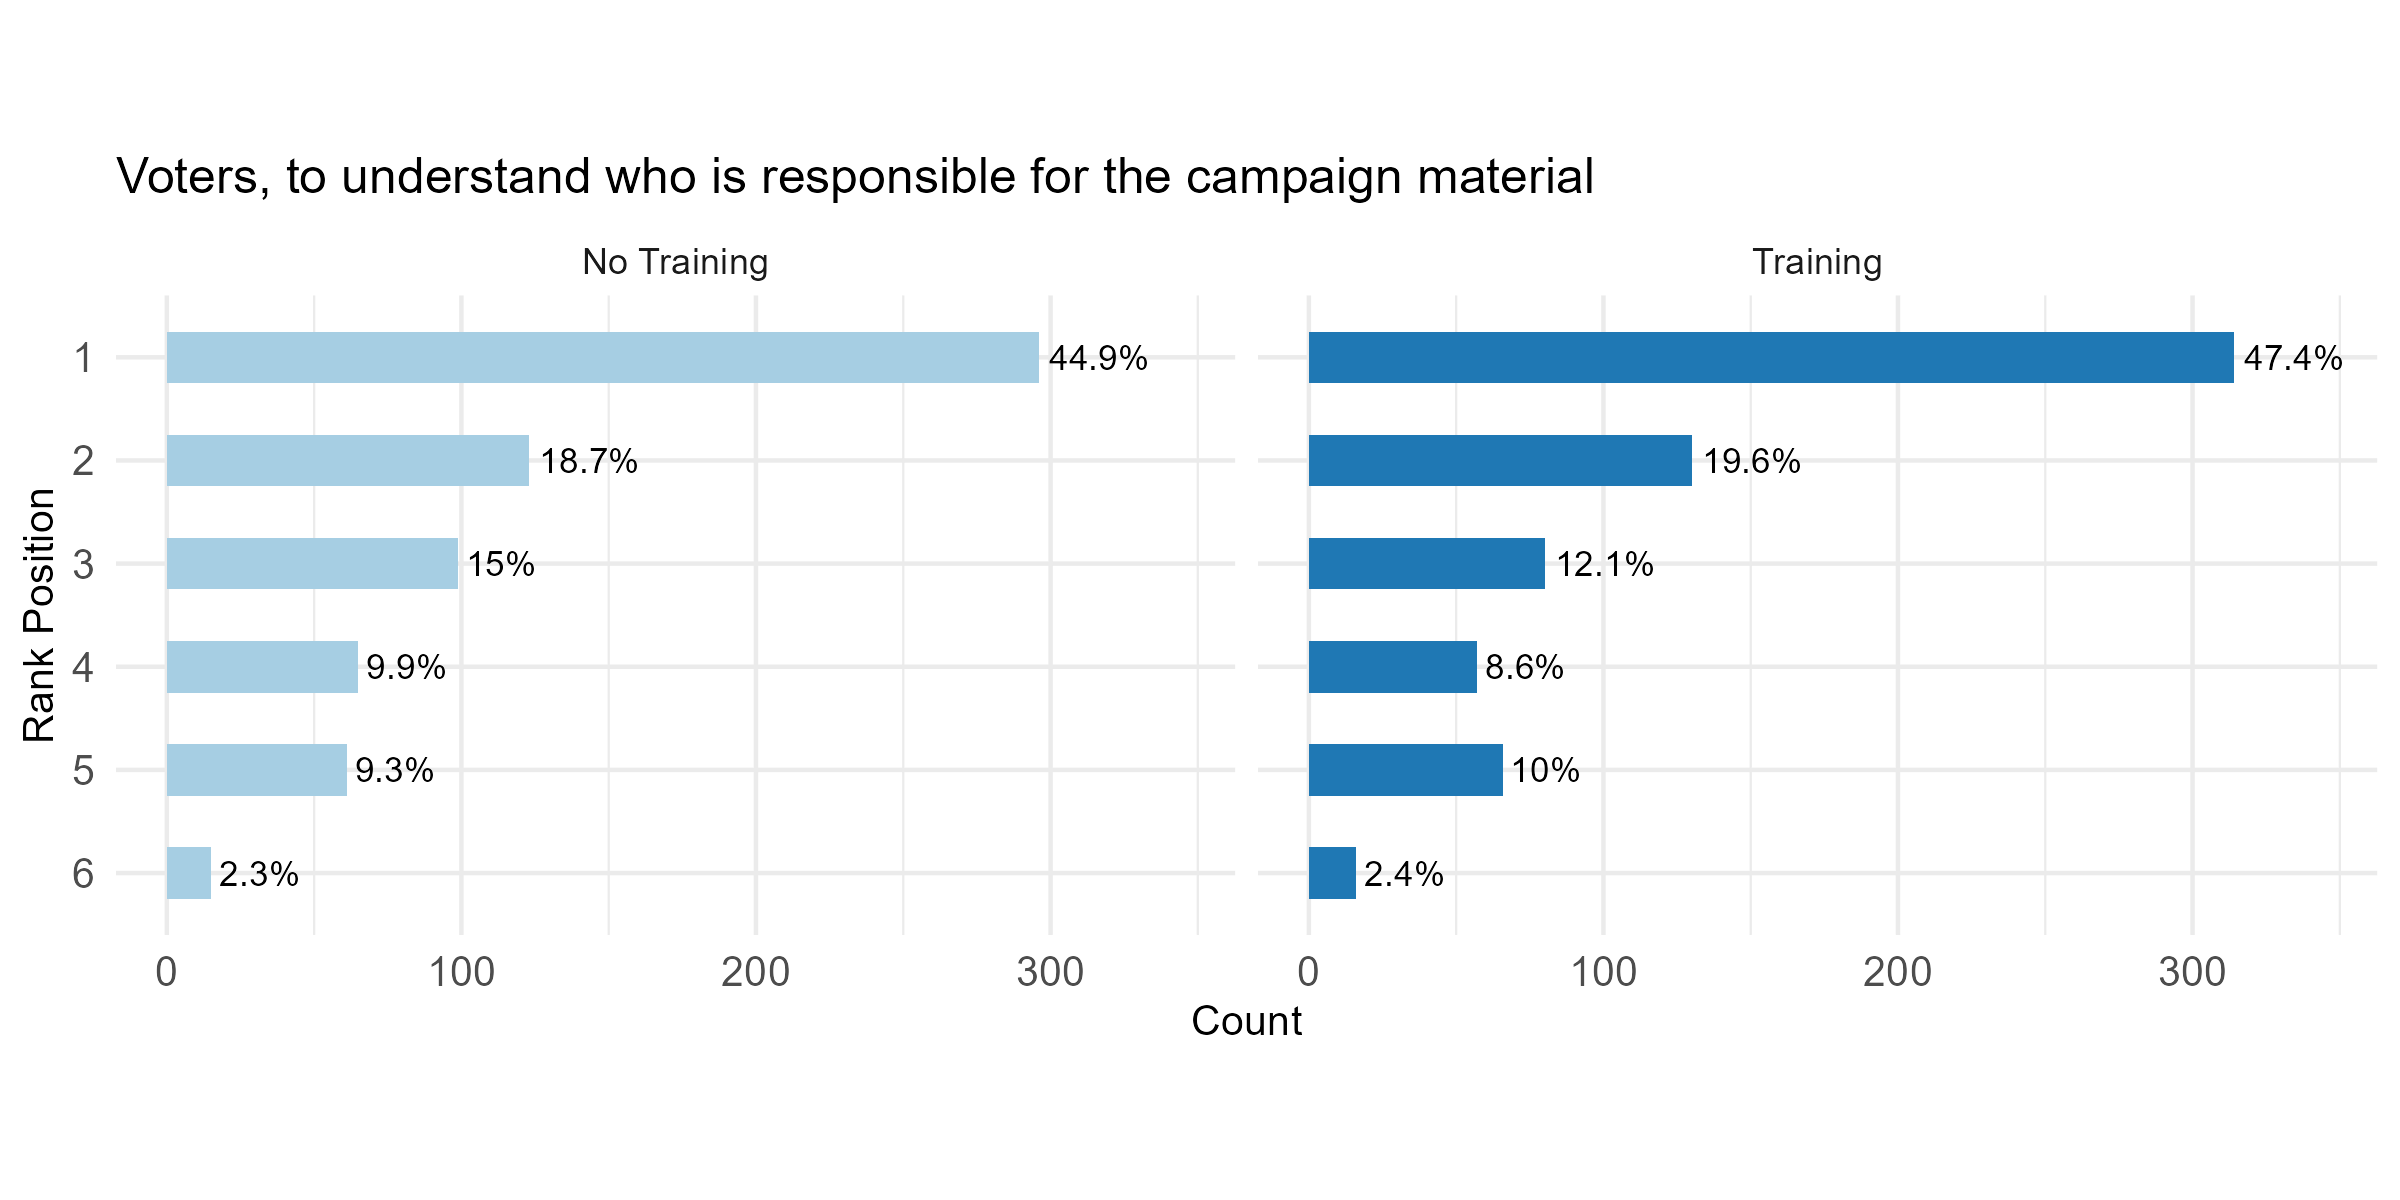 Voters, to understand who is responsible for the campaign material
No Training
Training
Rank Position
1
44.9%
47.4%
2
18.7%
19.6%
3
15%
12.1%
4
9.9%
8.6%
5
9.3%
10%
6
2.3%
2.4%
0 100 200 300
0 100 200 300
Count